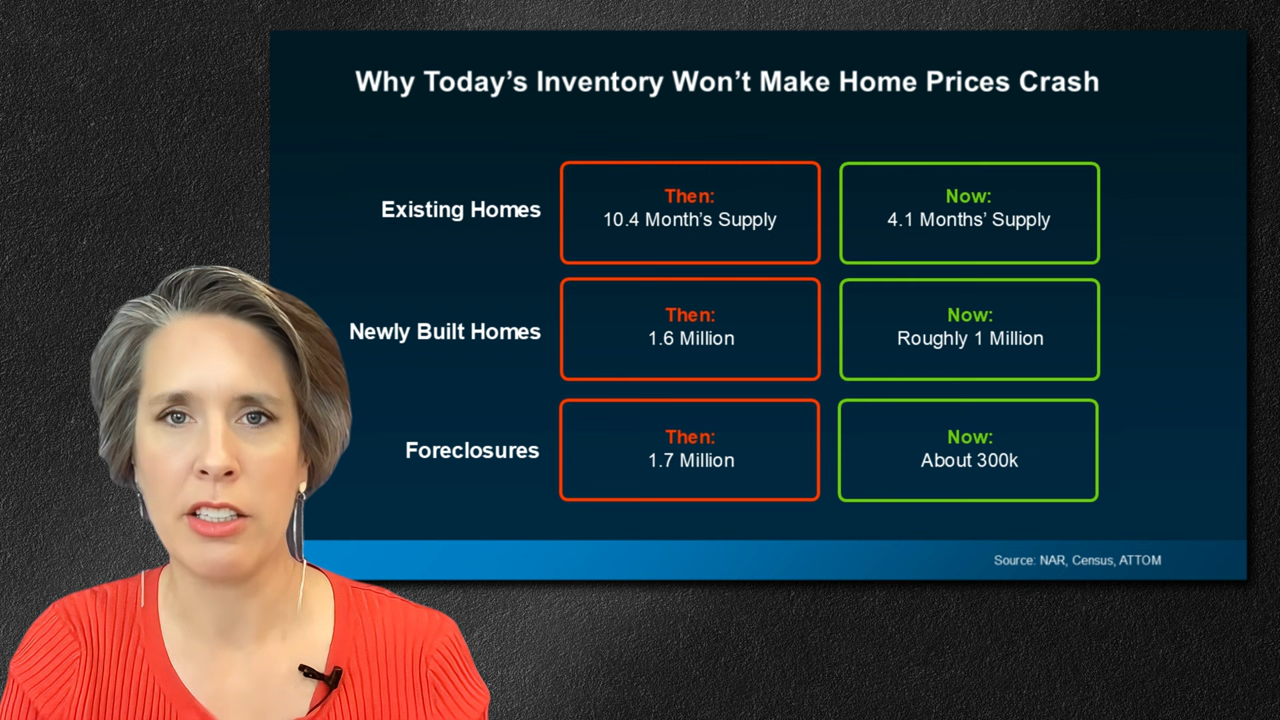 Why Today's Inventory Won't Make Home Prices Crash
Existing Homes
Then:
10.4 Month's Supply
Now:
4.1 Months' Supply
Newly Built Homes
Then:
1.6 Million
Now:
Roughly 1 Million
Foreclosures
Then:
1.7 Million
Now:
About 300k
Source: NAR, Census, ATTOM